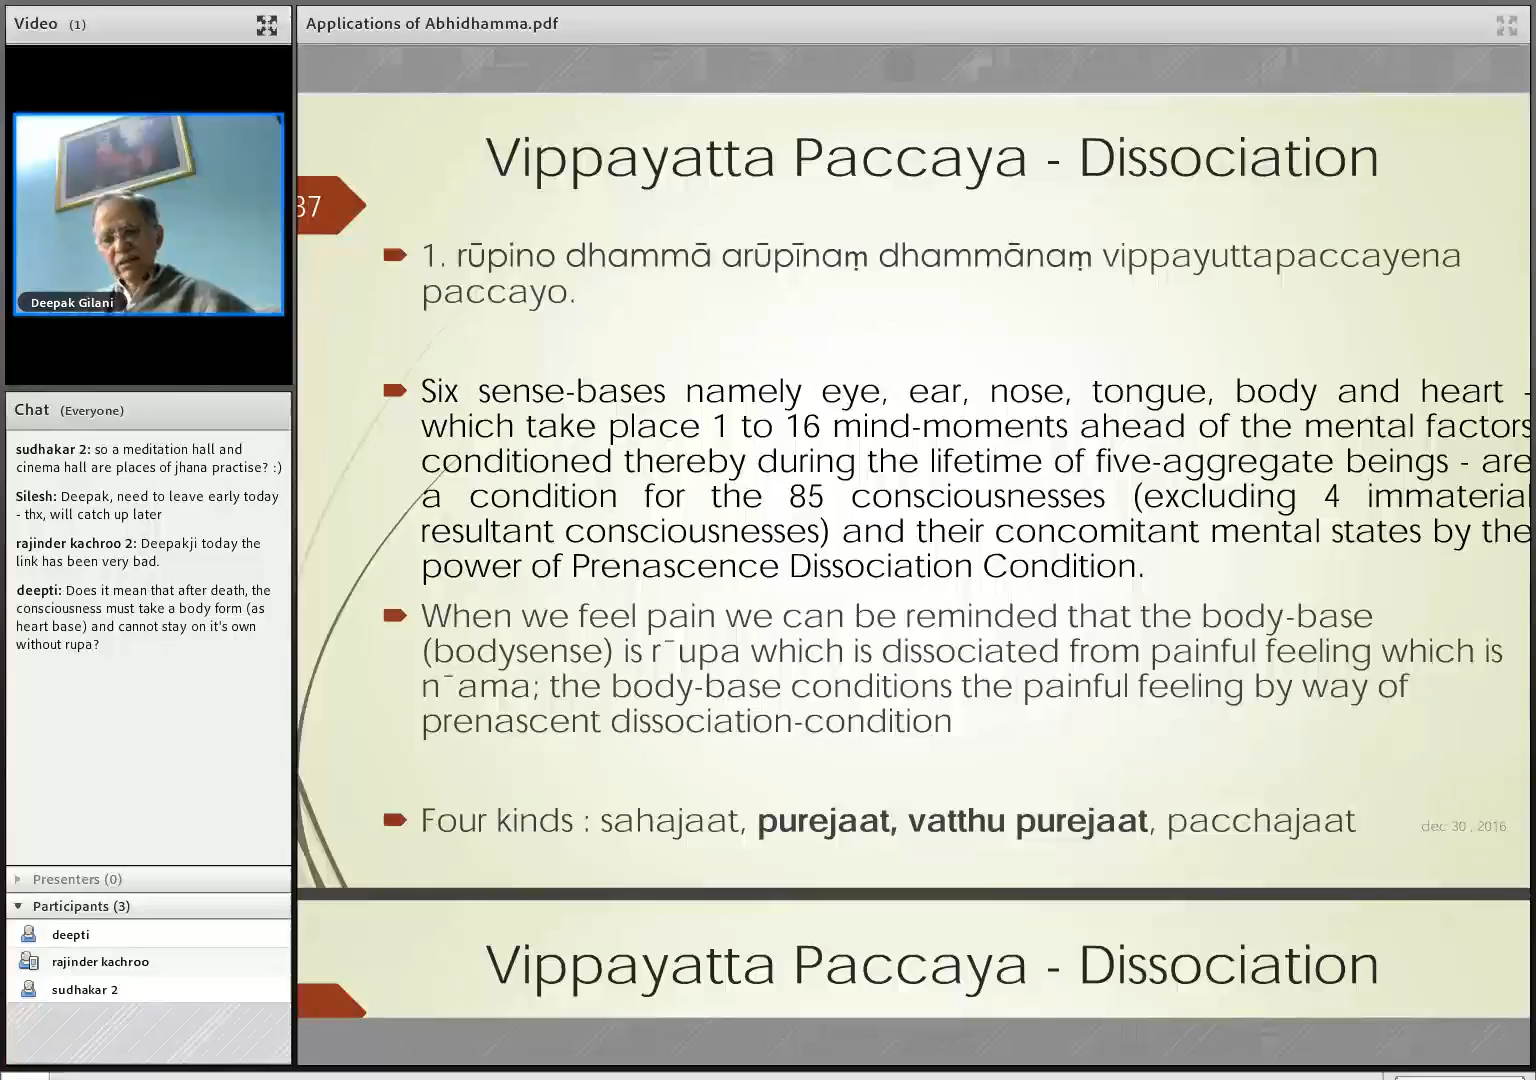 Video (1)
Deepak Gilani
Chat (Everyone)
sudhakar 2: so a meditation hall and
cinema hall are places of jhana practise? :)
Silesh: Deepak, need to leave early today
- thx, will catch up later
rajinder kachroo 2: Deepakji today the
link has been very bad.
deepti: Does it mean that after death, the
consciousness must take a body form (as
heart base) and cannot stay on it's own
without rupa?
Presenters (0)
Participants (3)
deepti
rajinder kachroo
sudhakar 2
Applications of Abhidhamma.pdf
Vippayatta Paccaya - Dissociation
37
1. rūpino dhammā arūpīnaṃ dhammānaṃ vippayuttapaccayena
paccayo.
Six sense-bases namely eye, ear, nose, tongue, body and heart -
which take place 1 to 16 mind-moments ahead of the mental factors
conditioned thereby during the lifetime of five-aggregate beings - are
a condition for the 85 consciousnesses (excluding 4 immaterial
resultant consciousnesses) and their concomitant mental states by the
power of Prenascence Dissociation Condition.
When we feel pain we can be reminded that the body-base
(bodysense) is r¯upa which is dissociated from painful feeling which is
n¯ama; the body-base conditions the painful feeling by way of
prenascent dissociation-condition
Four kinds : sahajaat, purejaat, vatthu purejaat, pacchajaat
dec 30 , 2016
Vippayatta Paccaya - Dissociation